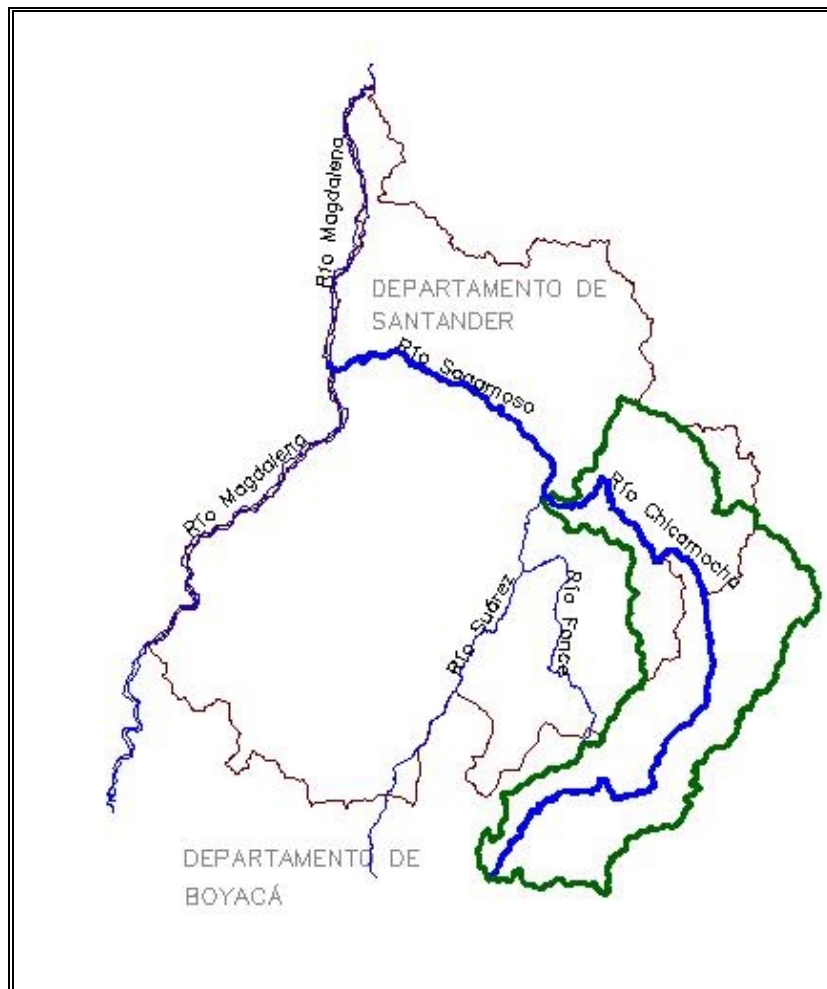 Río Magdalena
DEPARTAMENTO DE
SANTANDER
Río Sogamoso
Río Magdalena
Río Chicamocha
Río Suárez
Río Fonce
DEPARTAMENTO DE
BOYACÁ